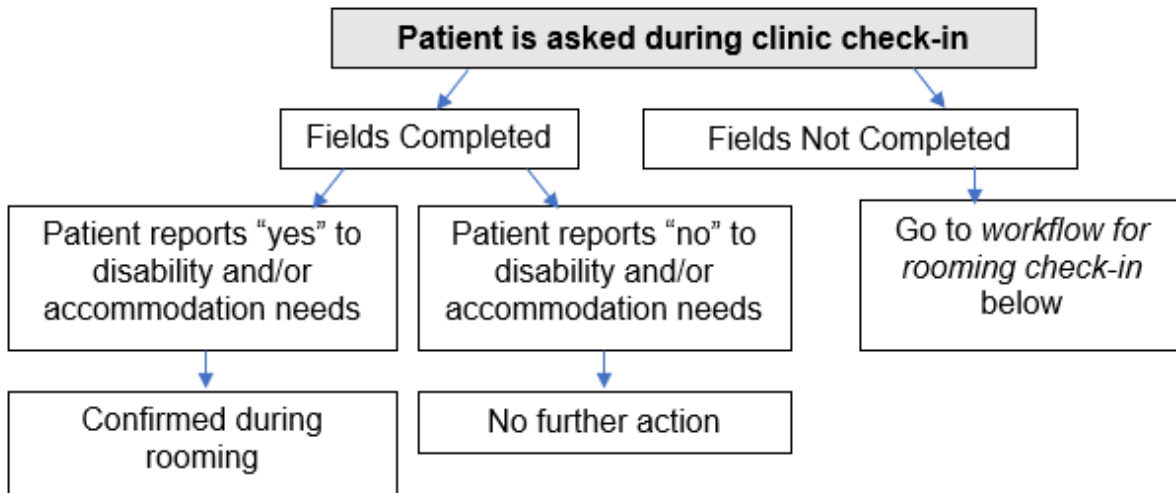 Patient is asked during clinic check-in
Fields Completed
Fields Not Completed
Patient reports “yes” to
disability and/or
accommodation needs
Patient reports “no” to
disability and/or
accommodation needs
Go to workflow for
rooming check-in
below
Confirmed during
rooming
No further action